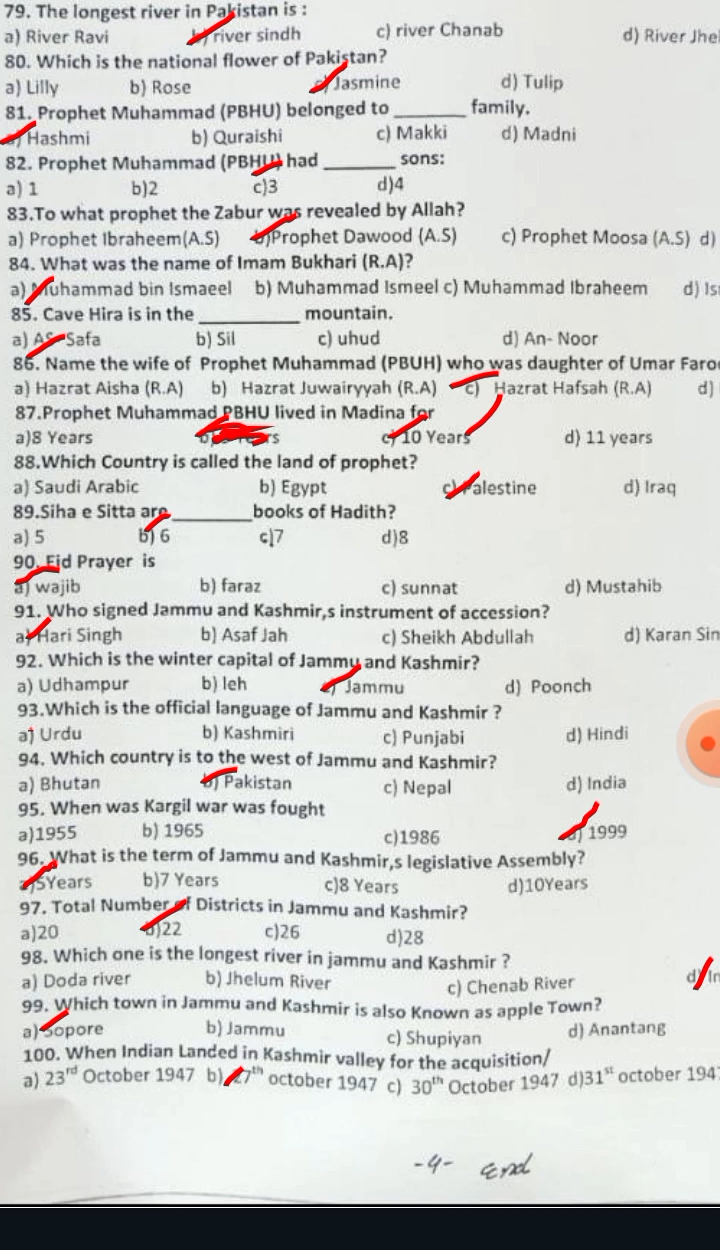 79. The longest river in Pakistan is :
a) River Ravi b) river sindh c) river Chanab d) River Jhe
80. Which is the national flower of Pakistan?
a) Lilly b) Rose c) Jasmine d) Tulip
81. Prophet Muhammad (PBHU) belonged to ________ family.
a) Hashmi b) Quraishi c) Makki d) Madni
82. Prophet Muhammad (PBHU) had ________ sons:
a) 1 b)2 c)3 d)4
83.To what prophet the Zabur was revealed by Allah?
a) Prophet Ibraheem(A.S) b)Prophet Dawood (A.S) c) Prophet Moosa (A.S) d)
84. What was the name of Imam Bukhari (R.A)?
a) Muhammad bin Ismaeel b) Muhammad Ismeel c) Muhammad Ibraheem d) Is
85. Cave Hira is in the __________ mountain.
a) AS-Safa b) Sil c) uhud d) An- Noor
86. Name the wife of Prophet Muhammad (PBUH) who was daughter of Umar Faroo
a) Hazrat Aisha (R.A) b) Hazrat Juwairyyah (R.A) c) Hazrat Hafsah (R.A) d)
87.Prophet Muhammad PBHU lived in Madina for
a)8 Years b) c) 10 Years d) 11 years
88.Which Country is called the land of prophet?
a) Saudi Arabic b) Egypt c) Palestine d) Iraq
89.Siha e Sitta are ________books of Hadith?
a) 5 b) 6 c)7 d)8
90. Eid Prayer is
a) wajib b) faraz c) sunnat d) Mustahib
91. Who signed Jammu and Kashmir,s instrument of accession?
a) Hari Singh b) Asaf Jah c) Sheikh Abdullah d) Karan Sin
92. Which is the winter capital of Jammu and Kashmir?
a) Udhampur b) leh c) Jammu d) Poonch
93.Which is the official language of Jammu and Kashmir ?
a) Urdu b) Kashmiri c) Punjabi d) Hindi
94. Which country is to the west of Jammu and Kashmir?
a) Bhutan b) Pakistan c) Nepal d) India
95. When was Kargil war was fought
a)1955 b) 1965 c)1986 d) 1999
96. What is the term of Jammu and Kashmir,s legislative Assembly?
a)5Years b)7 Years c)8 Years d)10Years
97. Total Number of Districts in Jammu and Kashmir?
a)20 b)22 c)26 d)28
98. Which one is the longest river in jammu and Kashmir ?
a) Doda river b) Jhelum River c) Chenab River d) In
99. Which town in Jammu and Kashmir is also Known as apple Town?
a) Sopore b) Jammu c) Shupiyan d) Anantang
100. When Indian Landed in Kashmir valley for the acquisition/
a) 23rd October 1947 b) 27th october 1947 c) 30th October 1947 d)31st october 194
-4- End